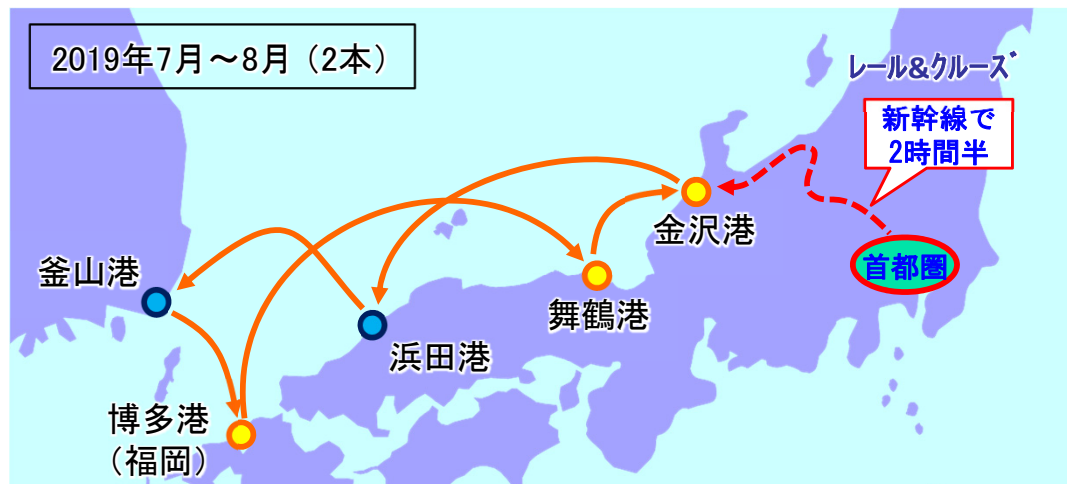 2019年7月～8月（2本）
レール&クルーズ
新幹線で
2時間半
金沢港
首都圏
釜山港
舞鶴港
浜田港
博多港
（福岡）